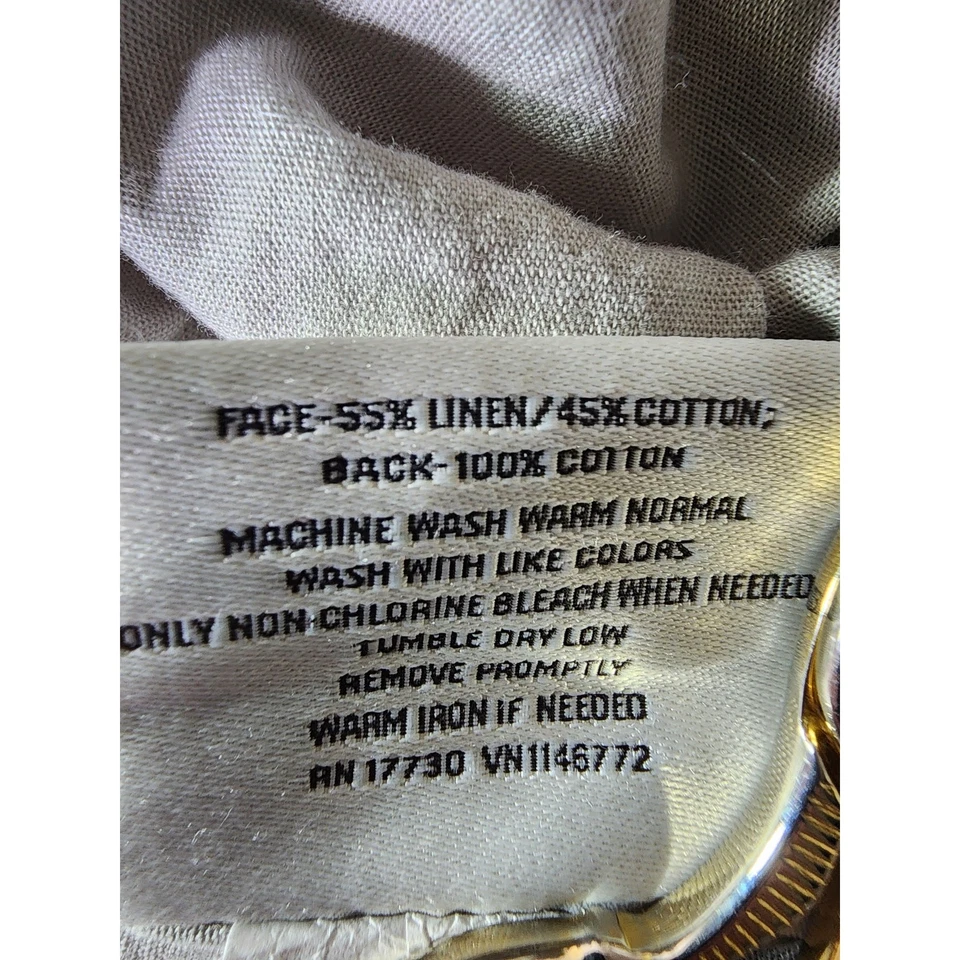 FACE-55% LINEN/45% COTTON;
BACK-100% COTTON
MACHINE WASH WARM NORMAL
WASH WITH LIKE COLORS
ONLY NON-CHLORINE BLEACH WHEN NEEDED
TUMBLE DRY LOW
REMOVE PROMPTLY
WARM IRON IF NEEDED
RN 17730 VN1146772